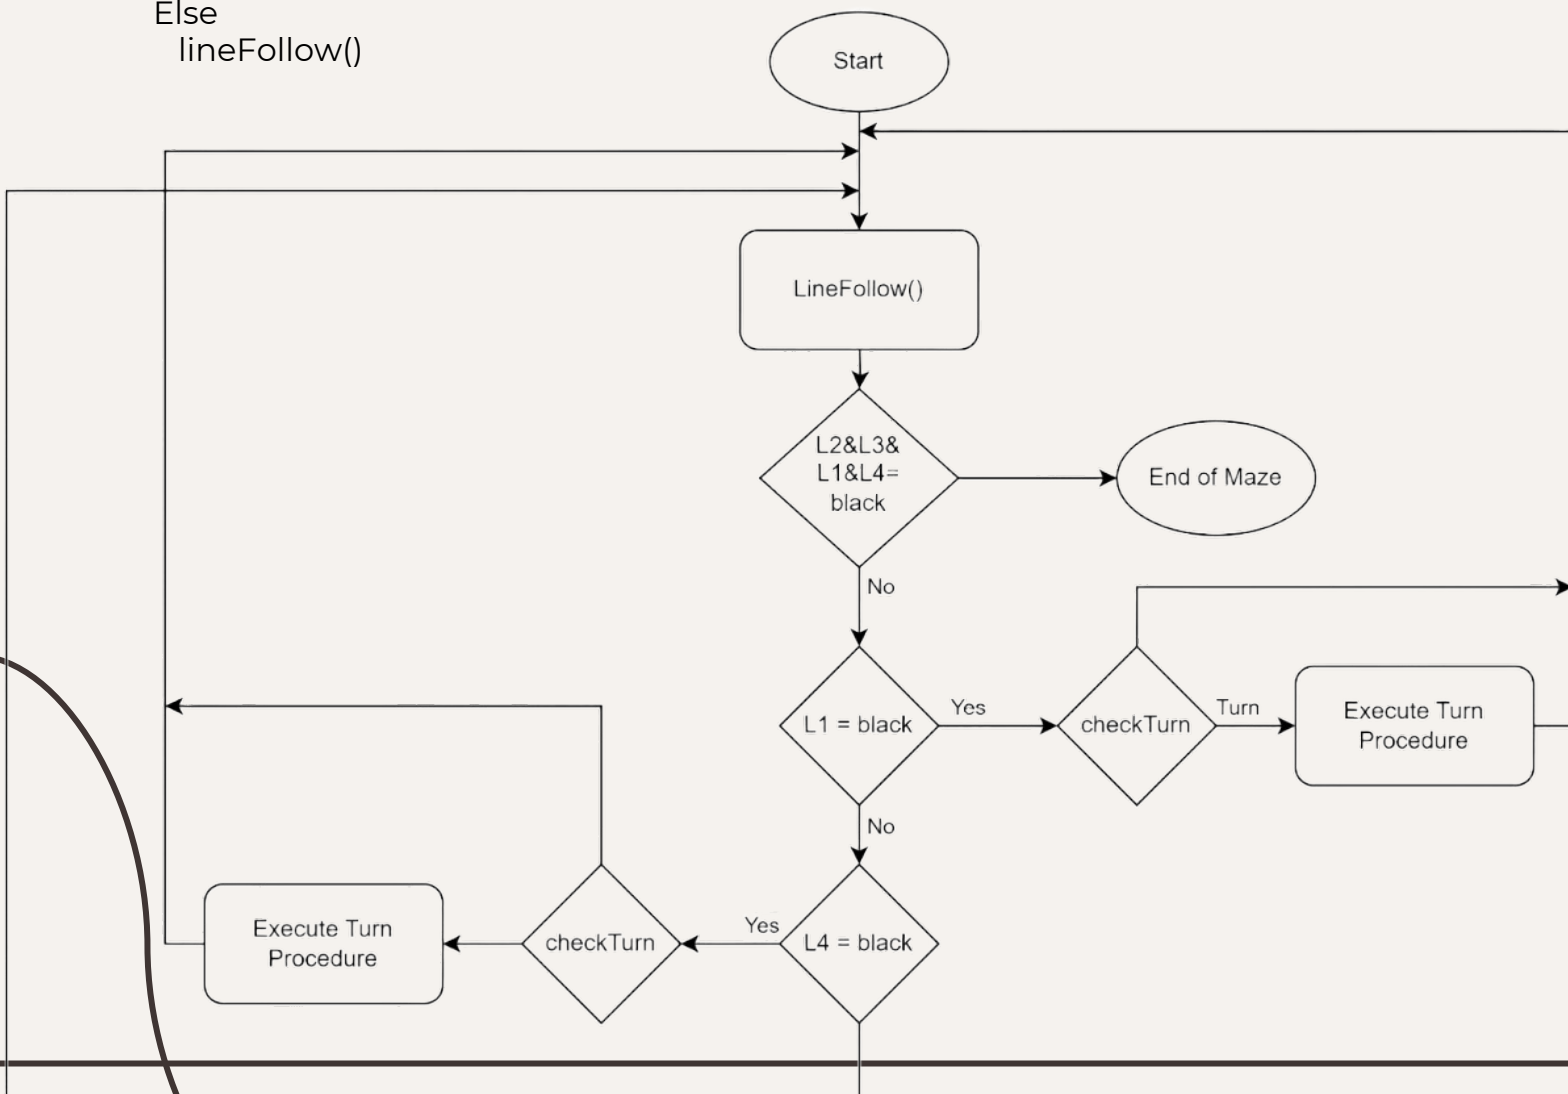 Else
lineFollow()
Start
LineFollow()
L2&L3&
L1&L4=
black
End of Maze
No
L1 = black
Yes
checkTurn
Turn
Execute Turn
Procedure
No
L4 = black
Yes
checkTurn
Execute Turn
Procedure